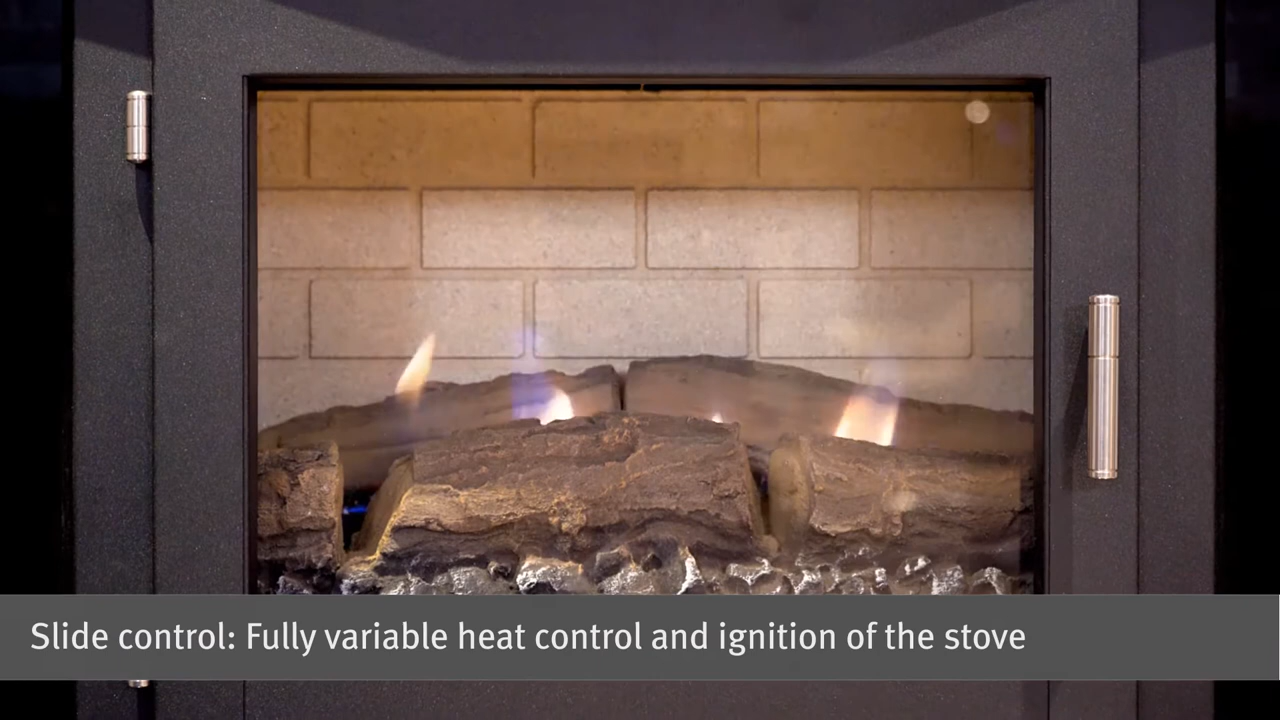 Slide control: Fully variable heat control and ignition of the stove